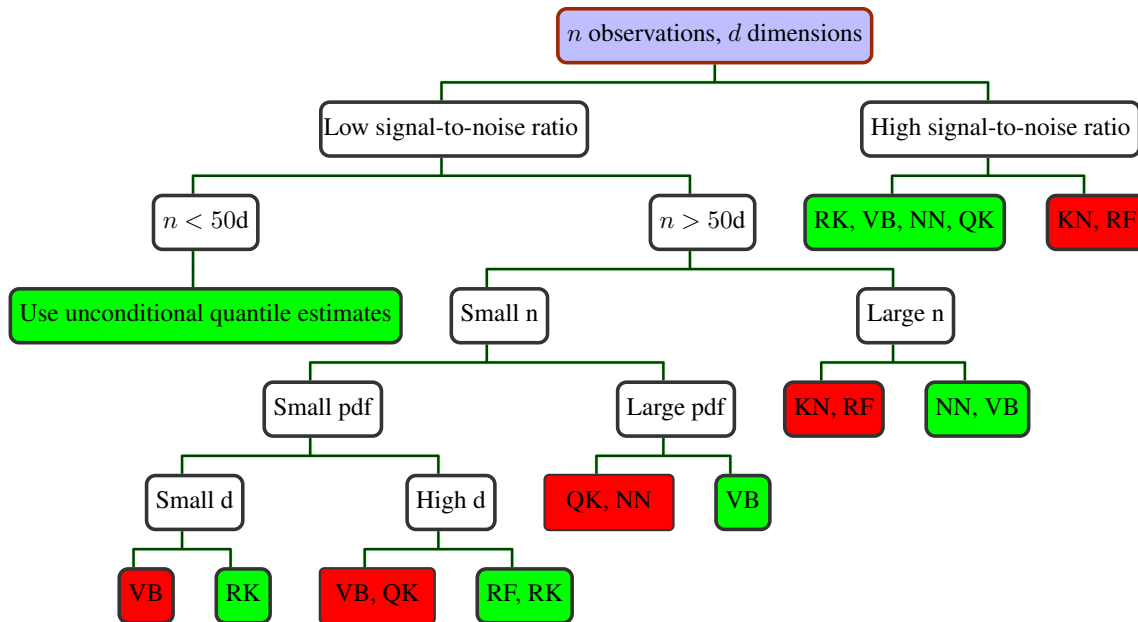 n observations, d dimensions
Low signal-to-noise ratio
High signal-to-noise ratio
n < 50d
n > 50d
RK, VB, NN, QK
KN, RF
Use unconditional quantile estimates
Small n
Large n
Small pdf
Large pdf
KN, RF
NN, VB
Small d
High d
QK, NN
VB
VB
RK
VB, QK
RF, RK